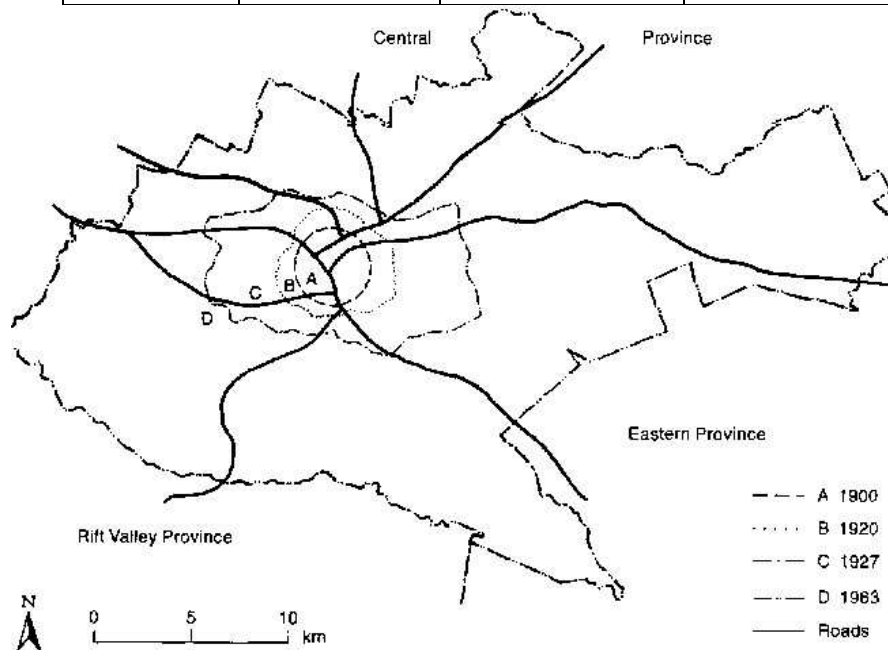 Central Province
B A
C
D
Eastern Province
Rift Valley Province
A 1900
B 1920
C 1927
D 1963
Roads
N
0 5 10
km